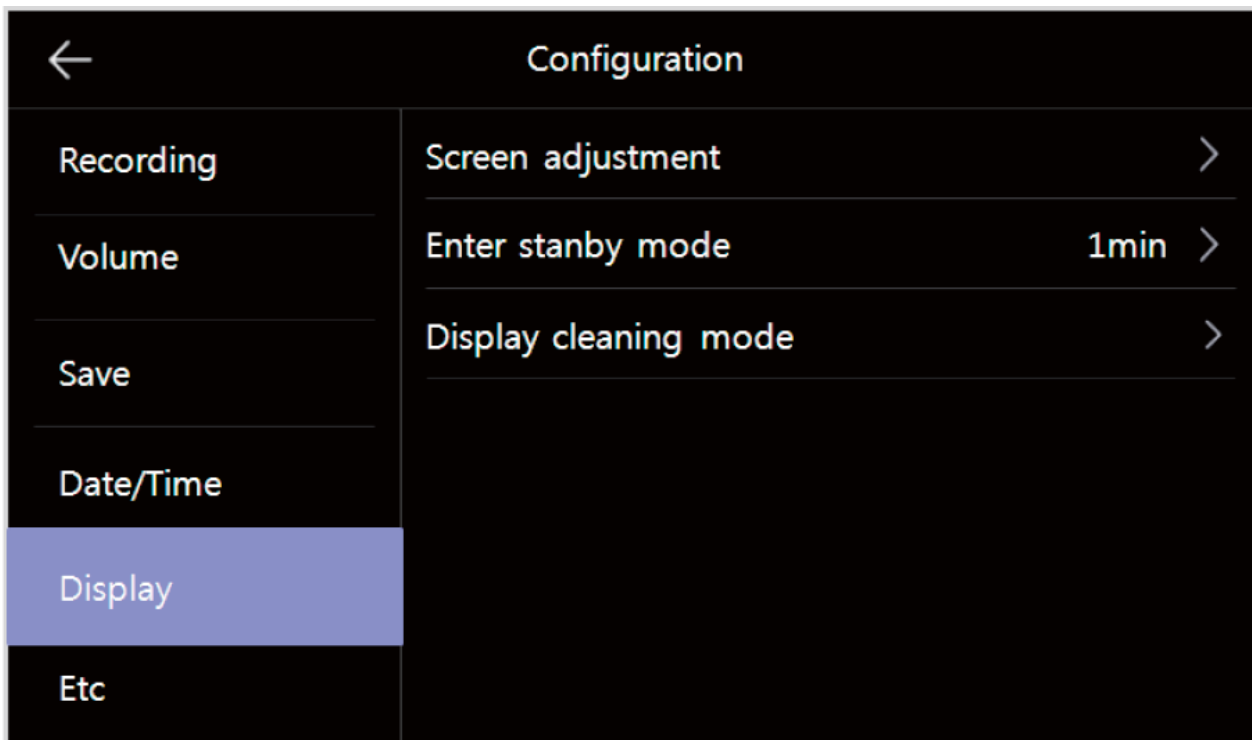 Configuration
Recording
Volume
Save
Date/Time
Display
Etc
Screen adjustment
Enter stanby mode 1min
Display cleaning mode